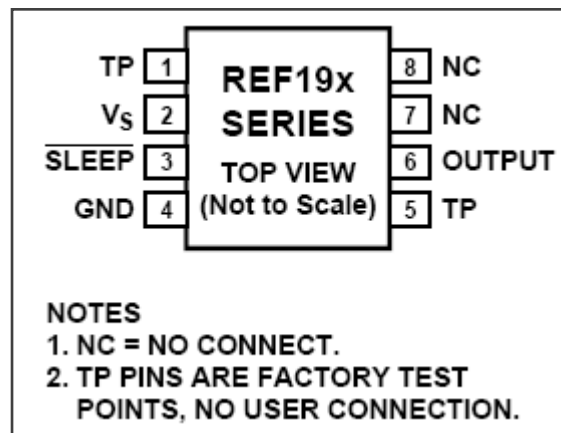 TP 1 REF19x 8 NC
VS 2 SERIES 7 NC
SLEEP 3 TOP VIEW 6 OUTPUT
GND 4 (Not to Scale) 5 TP
NOTES
1. NC = NO CONNECT.
2. TP PINS ARE FACTORY TEST
POINTS, NO USER CONNECTION.